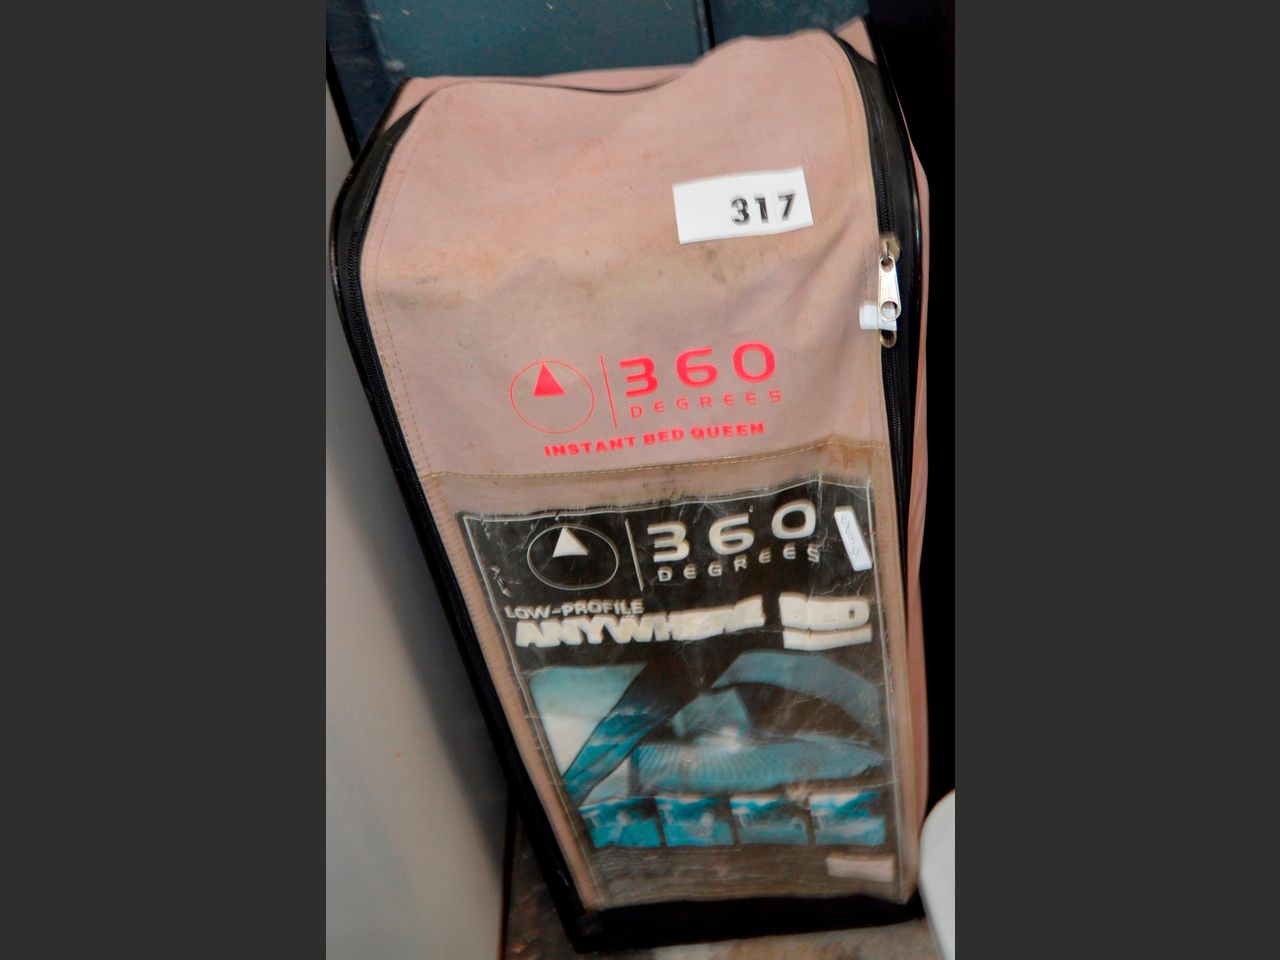 317
360
DEGREES
INSTANT BED QUEEN
360
DEGREES
LOW-PROFILE
ANYWHERE BED